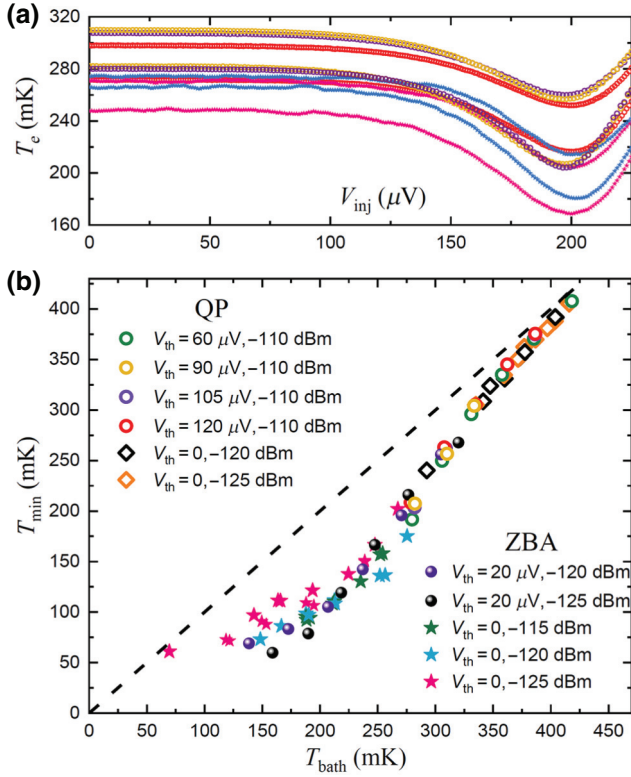 (a)
320
280
240
200
160
T_e (mK)
V_inj (μV)
0
50
100
150
200
(b)
400
350
300
250
200
150
100
50
0
T_min (mK)
QP
V_th = 60 μV,-110 dBm
V_th = 90 μV,-110 dBm
V_th = 105 μV,-110 dBm
V_th = 120 μV,-110 dBm
V_th = 0,-120 dBm
V_th = 0,-125 dBm
ZBA
V_th = 20 μV,-120 dBm
V_th = 20 μV,-125 dBm
V_th = 0,-115 dBm
V_th = 0,-120 dBm
V_th = 0,-125 dBm
0 50 100 150 200 250 300 350 400 450
T_bath (mK)